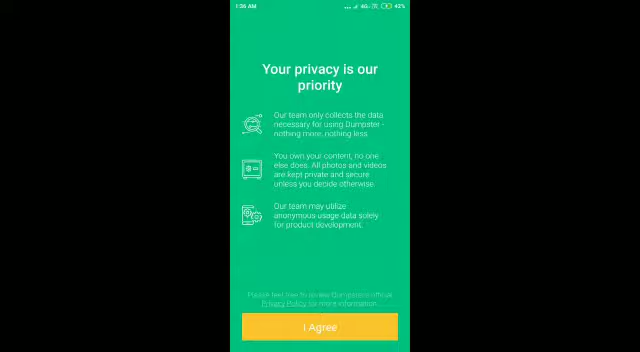 1:36 AM
4G
42%
Your privacy is our
priority
Our team only collects the data
necessary for using Dumpster -
nothing more, nothing less.
You own your content, no one
else does. All photos and videos
are kept private and secure
unless you decide otherwise.
Our team may utilize
anonymous usage data solely
for product development.
Please feel free to review Dumpster's official
Privacy Policy for more information.
I Agree